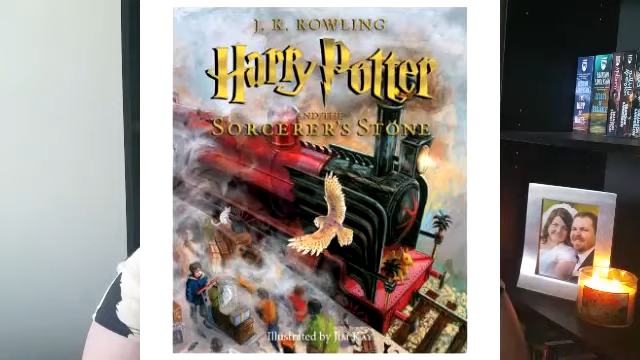 J. K. ROWLING
Harry Potter
AND THE
SORCERER'S STONE
Illustrated by JIM KAY